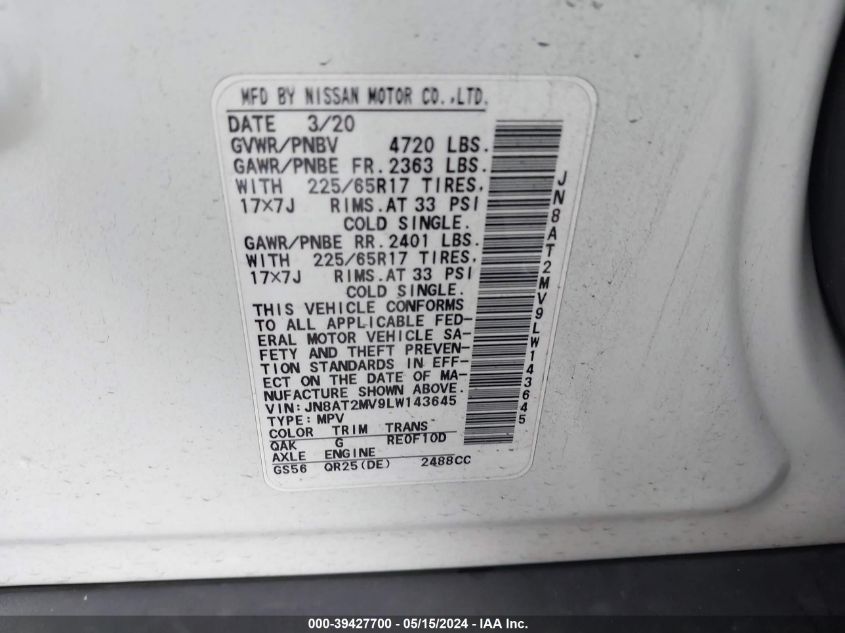 MFD BY NISSAN MOTOR CO.,LTD.
DATE 3/20
GVWR/PNBV 4720 LBS.
GAWR/PNBE FR. 2363 LBS.
WITH 225/65R17 TIRES.
17×7J RIMS. AT 33 PSI
COLD SINGLE.
GAWR/PNBE RR. 2401 LBS.
WITH 225/65R17 TIRES.
17×7J RIMS. AT 33 PSI
COLD SINGLE.
THIS VEHICLE CONFORMS
TO ALL APPLICABLE FED-
ERAL MOTOR VEHICLE SA-
FETY AND THEFT PREVEN-
TION STANDARDS IN EFF-
ECT ON THE DATE OF MA-
NUFACTURE SHOWN ABOVE.
VIN: JN8AT2MV9LW143645
TYPE: MPV
COLOR TRIM TRANS
QAK G RE0F10D
AXLE ENGINE
GS56 QR25(DE) 2488CC
JN8AT2MV9LW143645
000-39427700 - 05/15/2024 - IAA Inc.